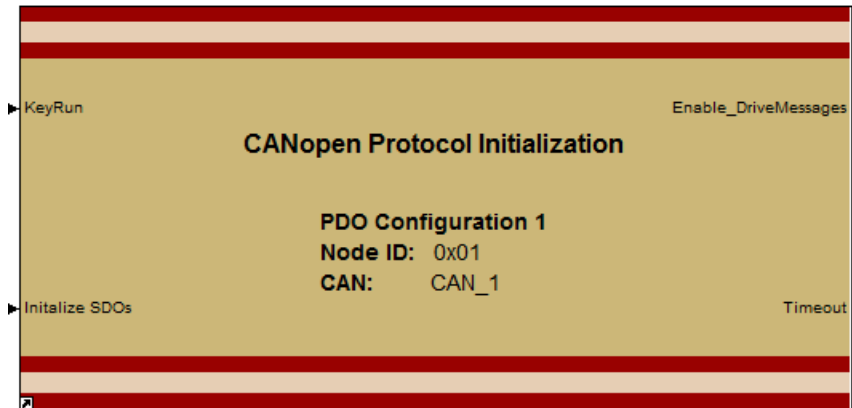 KeyRun
Enable_DriveMessages
CANopen Protocol Initialization
PDO Configuration 1
Node ID: 0x01
CAN: CAN_1
Initalize SDOs
Timeout